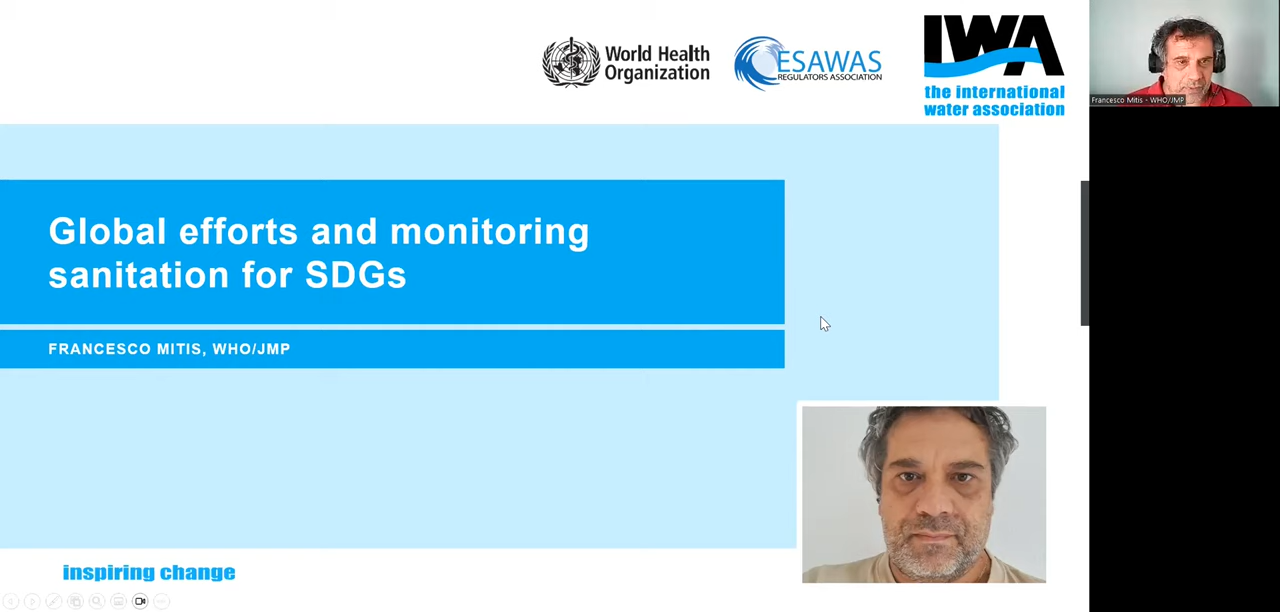 World Health
Organization
ESAWAS
REGULATORS ASSOCIATION
IWA
the international
water association
Francesco Mitis - WHO/JMP
Global efforts and monitoring
sanitation for SDGs
FRANCESCO MITIS, WHO/JMP
inspiring change